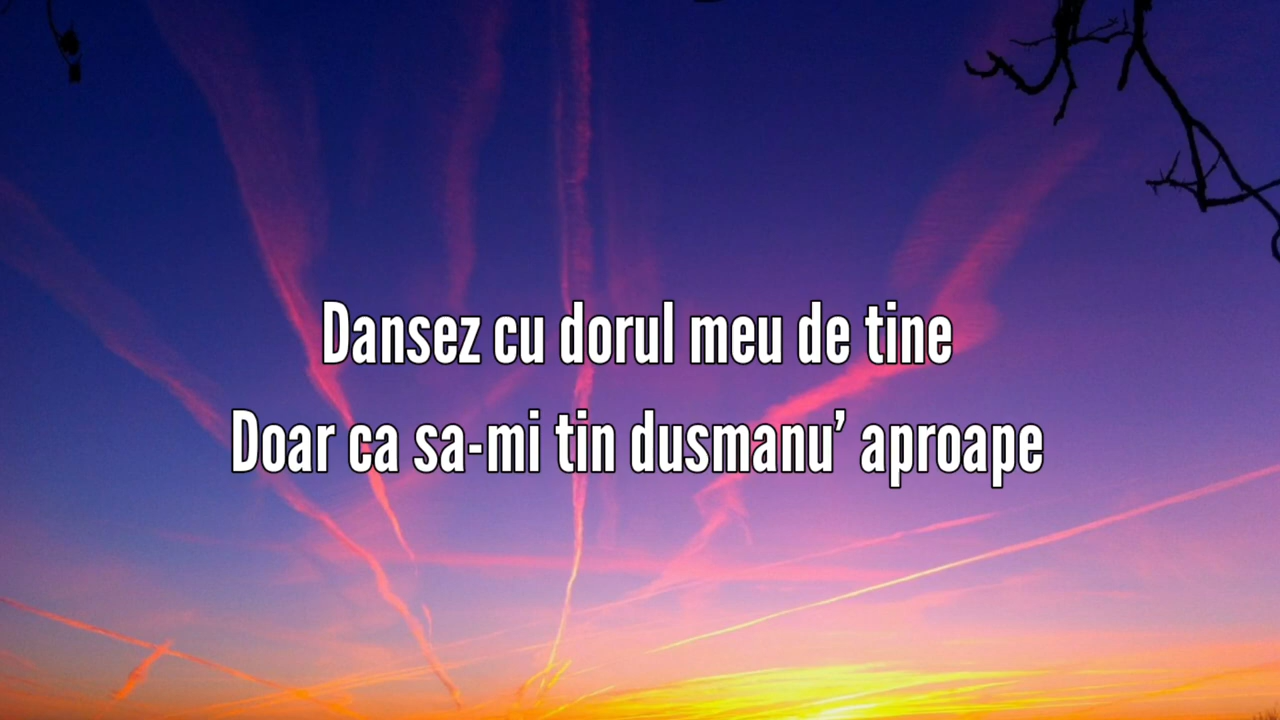 Dansez cu dorul meu de tine
Doar ca sa-mi tin dusmanu’ aproape